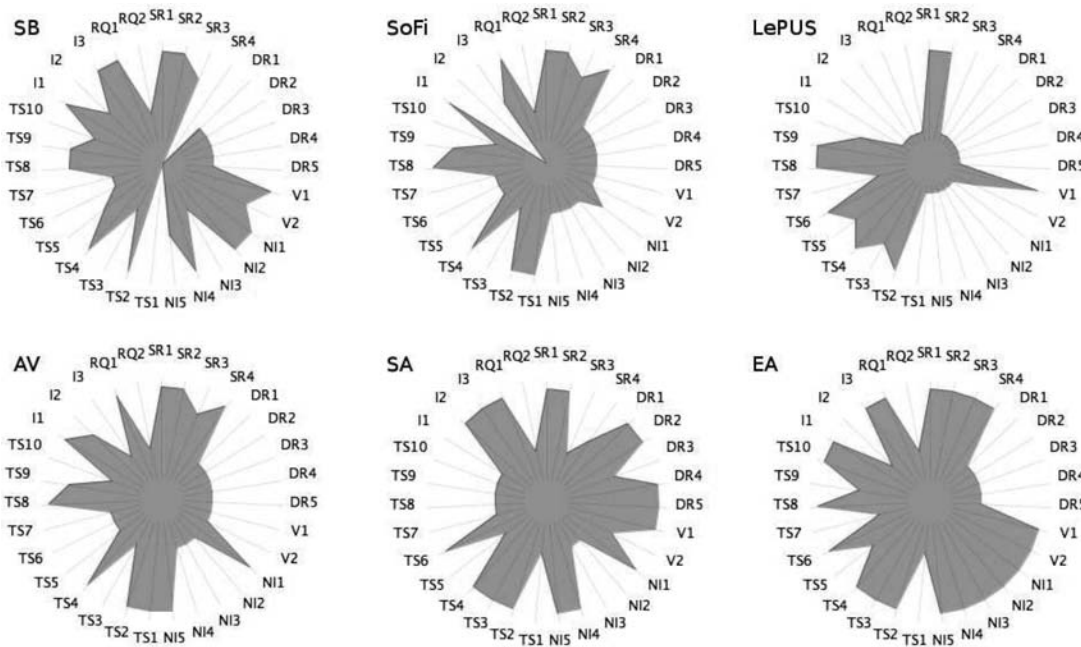 SB
SR1
SR2
SR3
SR4
DR1
DR2
DR3
DR4
DR5
V1
V2
NI1
NI2
NI3
NI4
NI5
TS1
TS2
TS3
TS4
TS5
TS6
TS7
TS8
TS9
TS10
I1
I2
I3
RQ1
RQ2
SoFi
SR1
SR2
SR3
SR4
DR1
DR2
DR3
DR4
DR5
V1
V2
NI1
NI2
NI3
NI4
NI5
TS1
TS2
TS3
TS4
TS5
TS6
TS7
TS8
TS9
TS10
I1
I2
I3
RQ1
RQ2
LePUS
SR1
SR2
SR3
SR4
DR1
DR2
DR3
DR4
DR5
V1
V2
NI1
NI2
NI3
NI4
NI5
TS1
TS2
TS3
TS4
TS5
TS6
TS7
TS8
TS9
TS10
I1
I2
I3
RQ1
RQ2
AV
SR1
SR2
SR3
SR4
DR1
DR2
DR3
DR4
DR5
V1
V2
NI1
NI2
NI3
NI4
NI5
TS1
TS2
TS3
TS4
TS5
TS6
TS7
TS8
TS9
TS10
I1
I2
I3
RQ1
RQ2
SA
SR1
SR2
SR3
SR4
DR1
DR2
DR3
DR4
DR5
V1
V2
NI1
NI2
NI3
NI4
NI5
TS1
TS2
TS3
TS4
TS5
TS6
TS7
TS8
TS9
TS10
I1
I2
I3
RQ1
RQ2
EA
SR1
SR2
SR3
SR4
DR1
DR2
DR3
DR4
DR5
V1
V2
NI1
NI2
NI3
NI4
NI5
TS1
TS2
TS3
TS4
TS5
TS6
TS7
TS8
TS9
TS10
I1
I2
I3
RQ1
RQ2